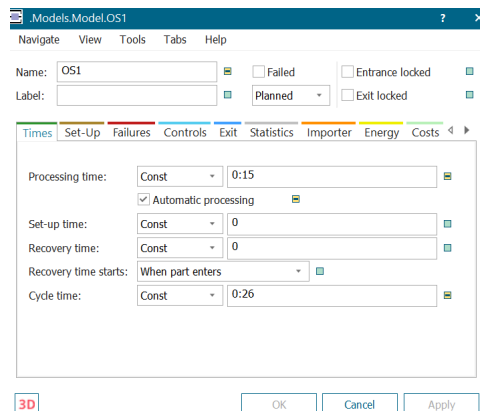 .Models.Model.OS1 ? ×
Navigate View Tools Tabs Help
Name: OS1 Failed Entrance locked
Label: Planned Exit locked
Times Set-Up Failures Controls Exit Statistics Importer Energy Costs
Processing time: Const 0:15
Automatic processing
Set-up time: Const 0
Recovery time: Const 0
Recovery time starts: When part enters
Cycle time: Const 0:26
3D OK Cancel Apply